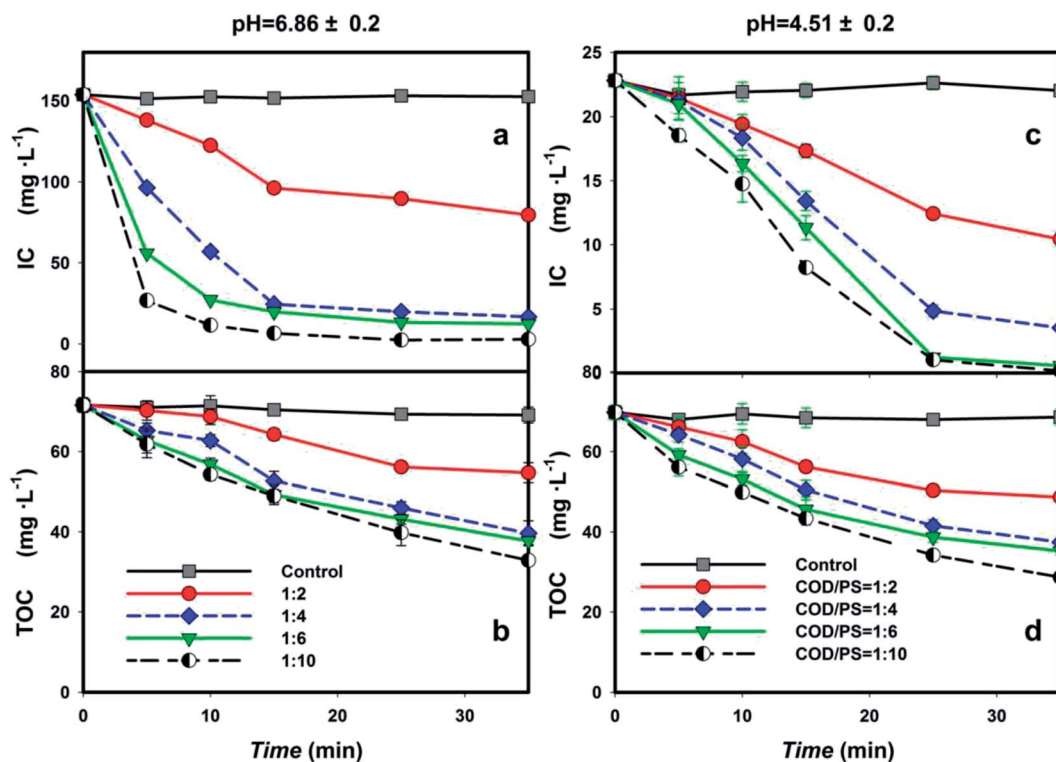 pH=6.86 ± 0.2
pH=4.51 ± 0.2
IC (mg ·L⁻¹)
150
100
50
0
a
IC (mg ·L⁻¹)
25
20
15
10
5
0
c
TOC (mg ·L⁻¹)
80
60
40
20
0
Control
1:2
1:4
1:6
1:10
b
0 10 20 30
Time (min)
TOC (mg ·L⁻¹)
80
60
40
20
0
Control
COD/PS=1:2
COD/PS=1:4
COD/PS=1:6
COD/PS=1:10
d
0 10 20 30
Time (min)